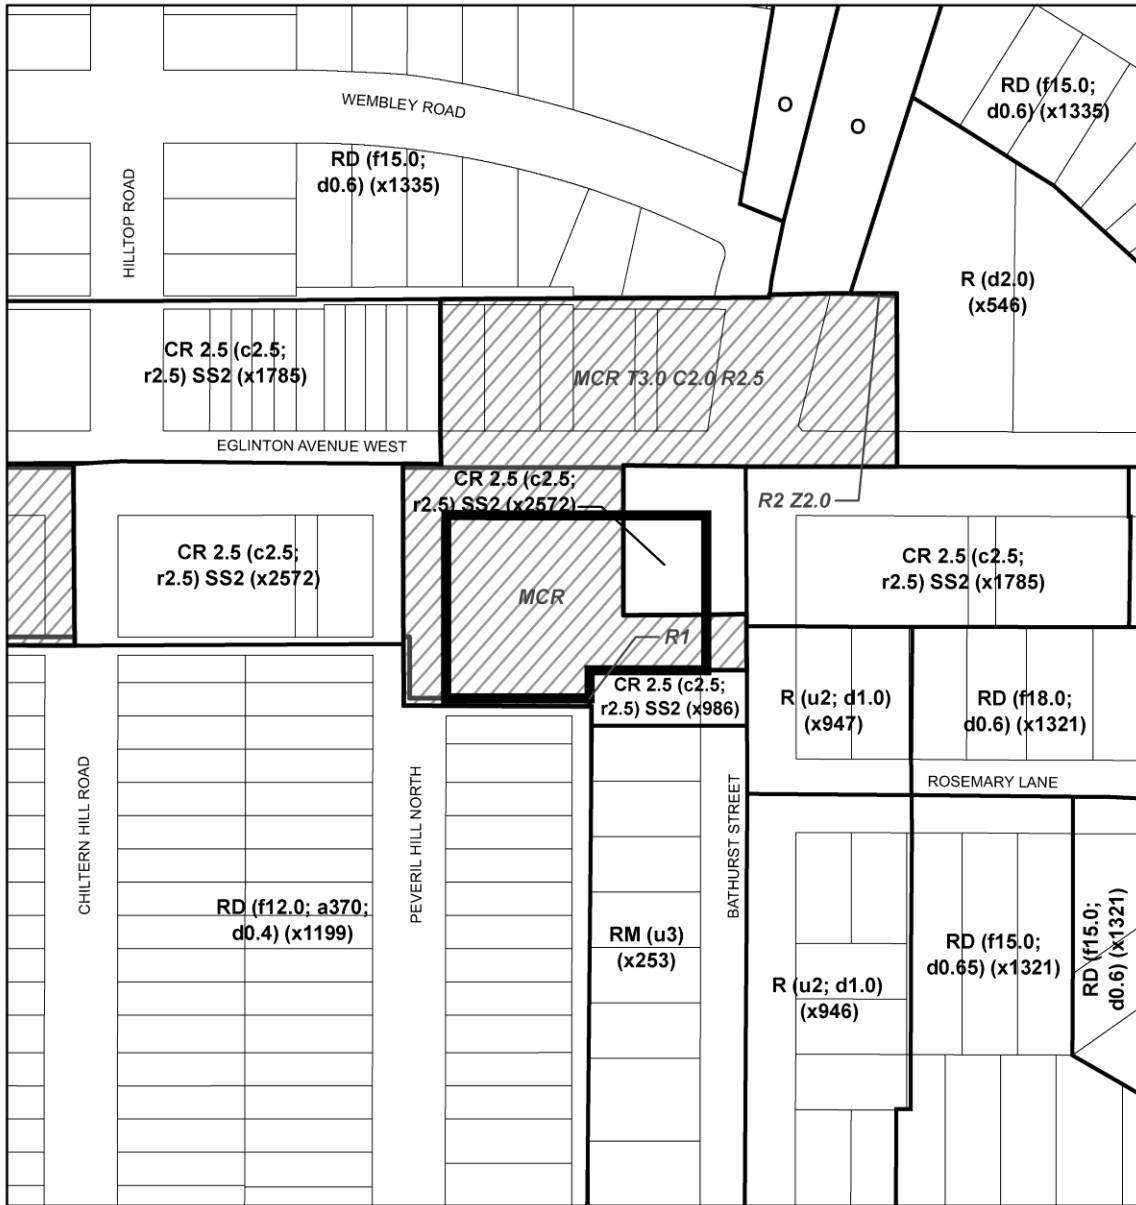 WEMBLEY ROAD
O
O
RD (f15.0;
d0.6) (x1335)
RD (f15.0;
d0.6) (x1335)
HILLTOP ROAD
R (d2.0)
(x546)
CR 2.5 (c2.5;
r2.5) SS2 (x1785)
MCR T3.0 C2.0 R2.5
EGLINTON AVENUE WEST
CR 2.5 (c2.5;
r2.5) SS2 (x2572)
R2 Z2.0
CR 2.5 (c2.5;
r2.5) SS2 (x2572)
MCR
CR 2.5 (c2.5;
r2.5) SS2 (x1785)
R1
CR 2.5 (c2.5;
r2.5) SS2 (x986)
R (u2; d1.0)
(x947)
RD (f18.0;
d0.6) (x1321)
ROSEMARY LANE
CHILTERN HILL ROAD
PEVERIL HILL NORTH
BATHURST STREET
RD (f12.0; a370;
d0.4) (x1199)
RM (u3)
(x253)
R (u2; d1.0)
(x946)
RD (f15.0;
d0.65) (x1321)
RD (f15.0;
d0.6) (x1321)